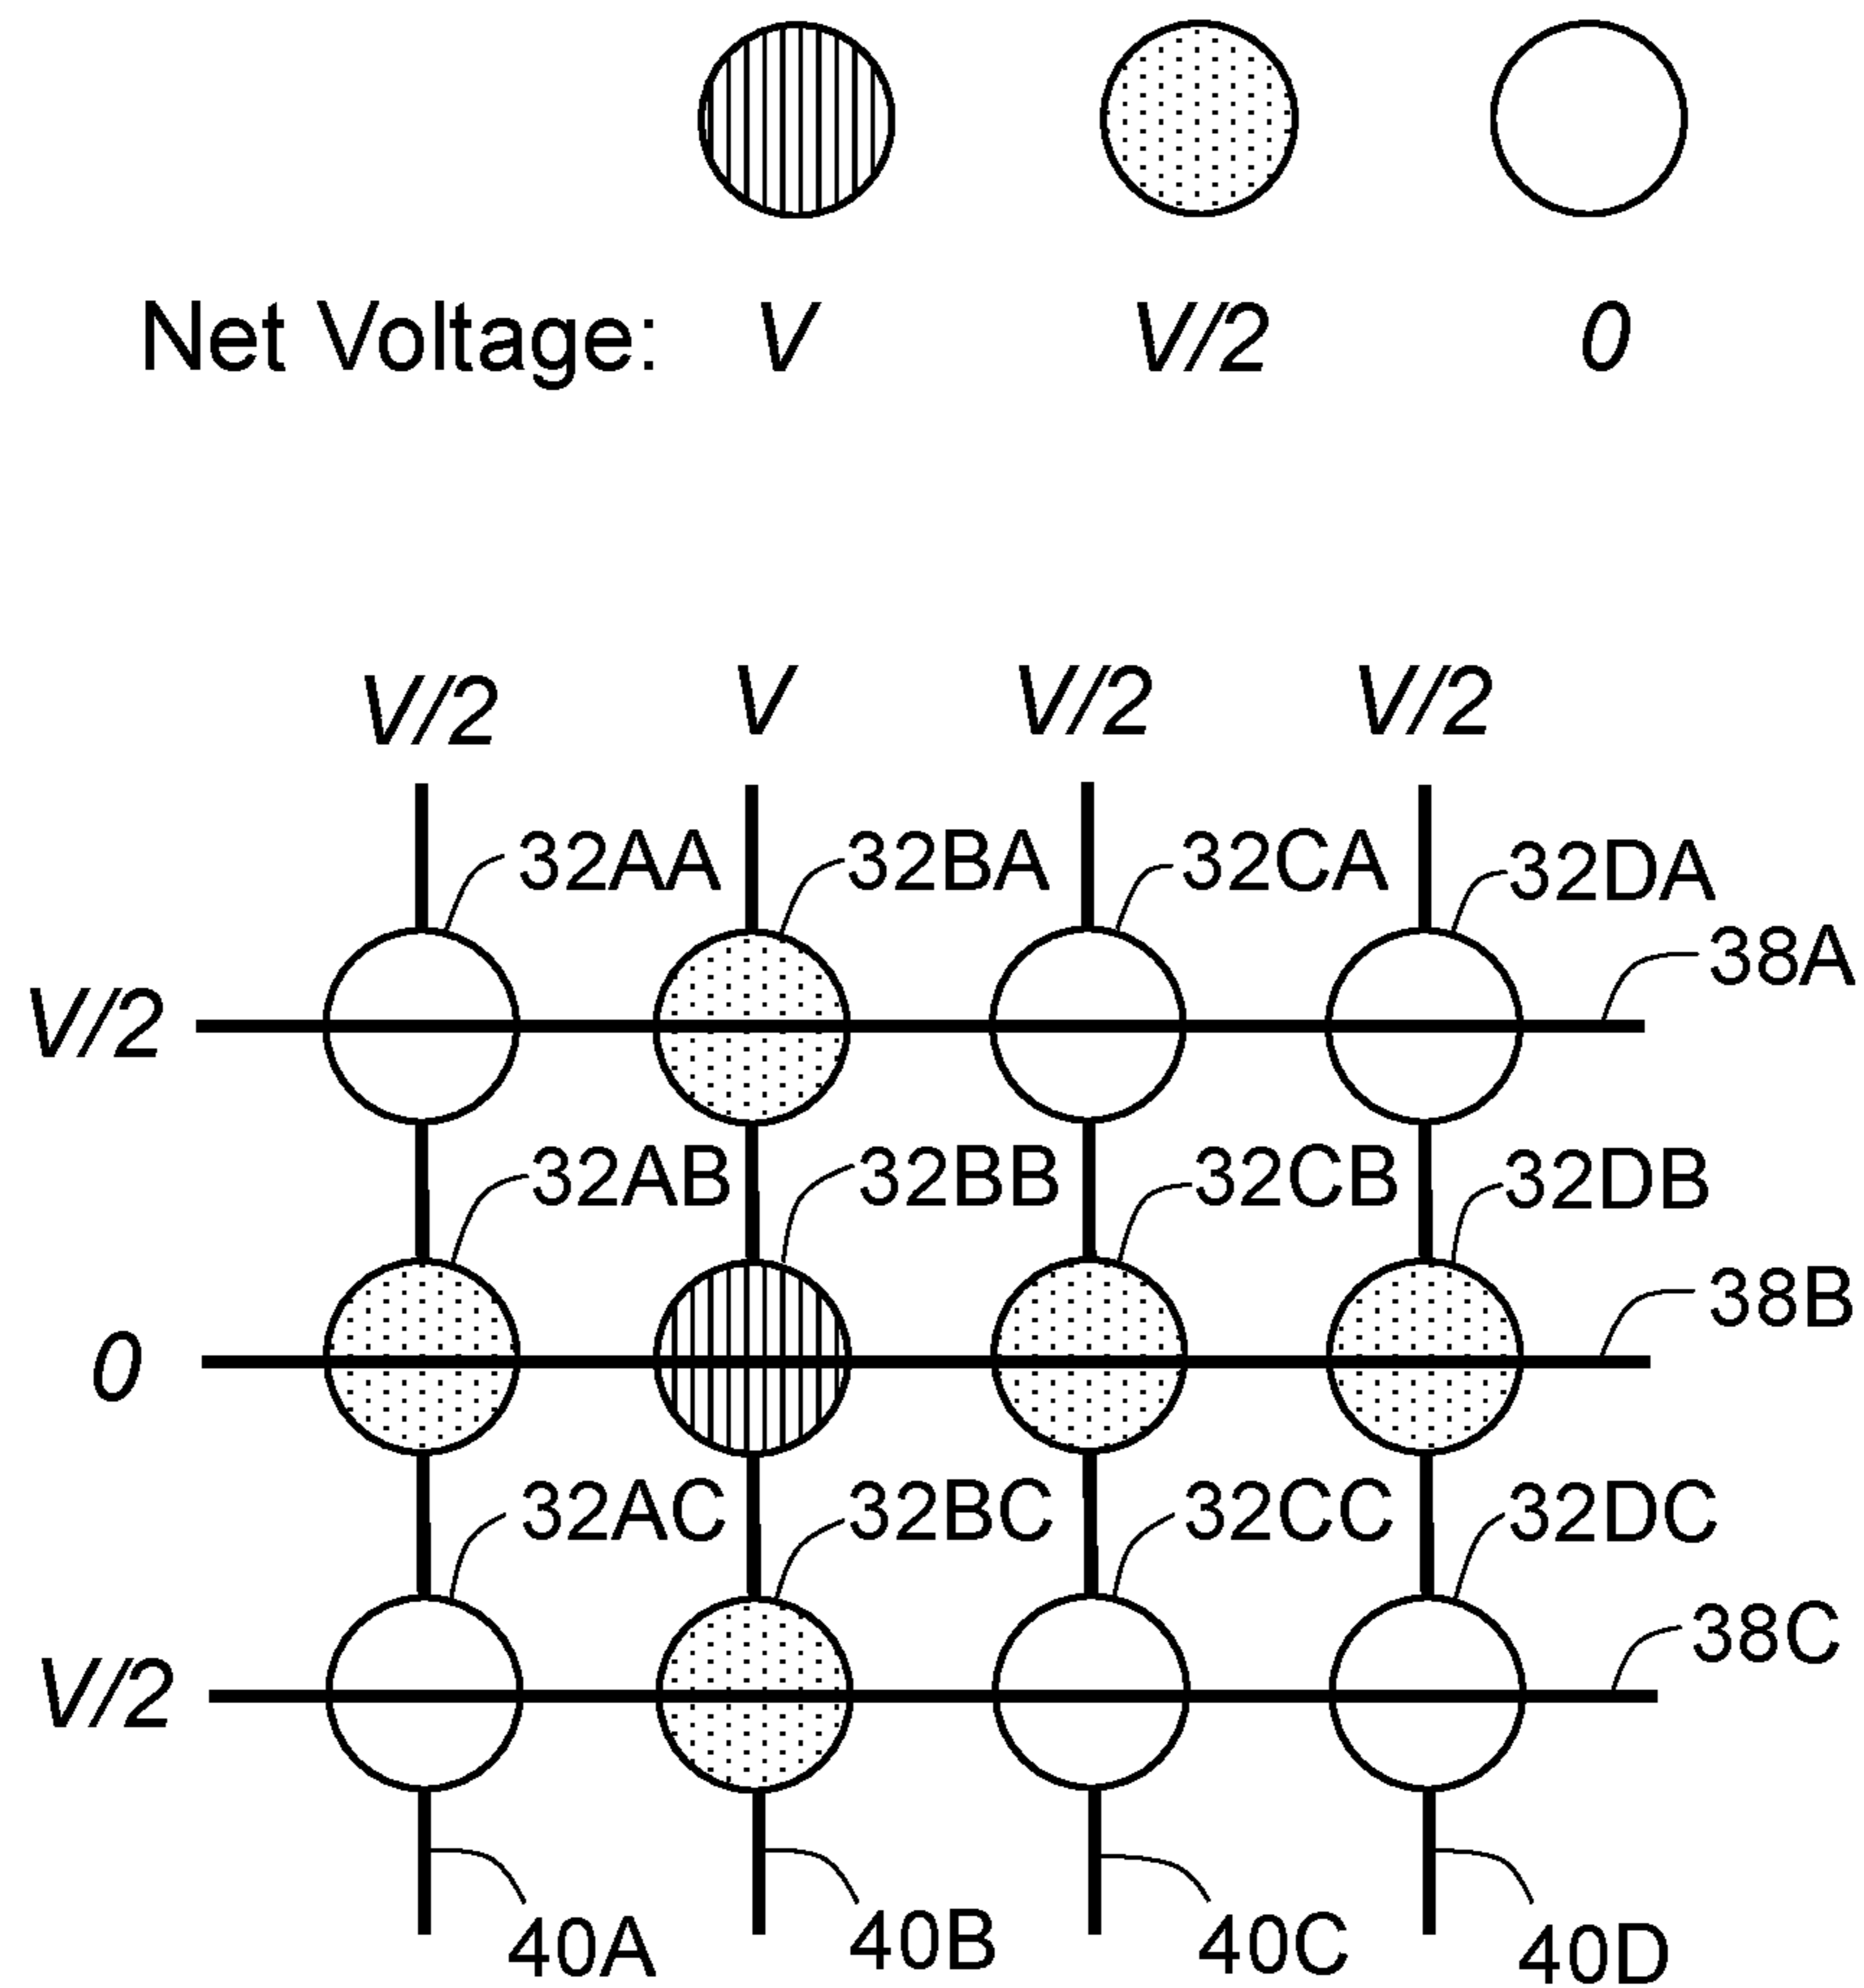 Net Voltage: V V/2 0
V/2 V V/2 V/2
32AA 32BA 32CA 32DA
38A
V/2
32AB 32BB 32CB 32DB
38B
0
32AC 32BC 32CC 32DC
38C
V/2
40A 40B 40C 40D